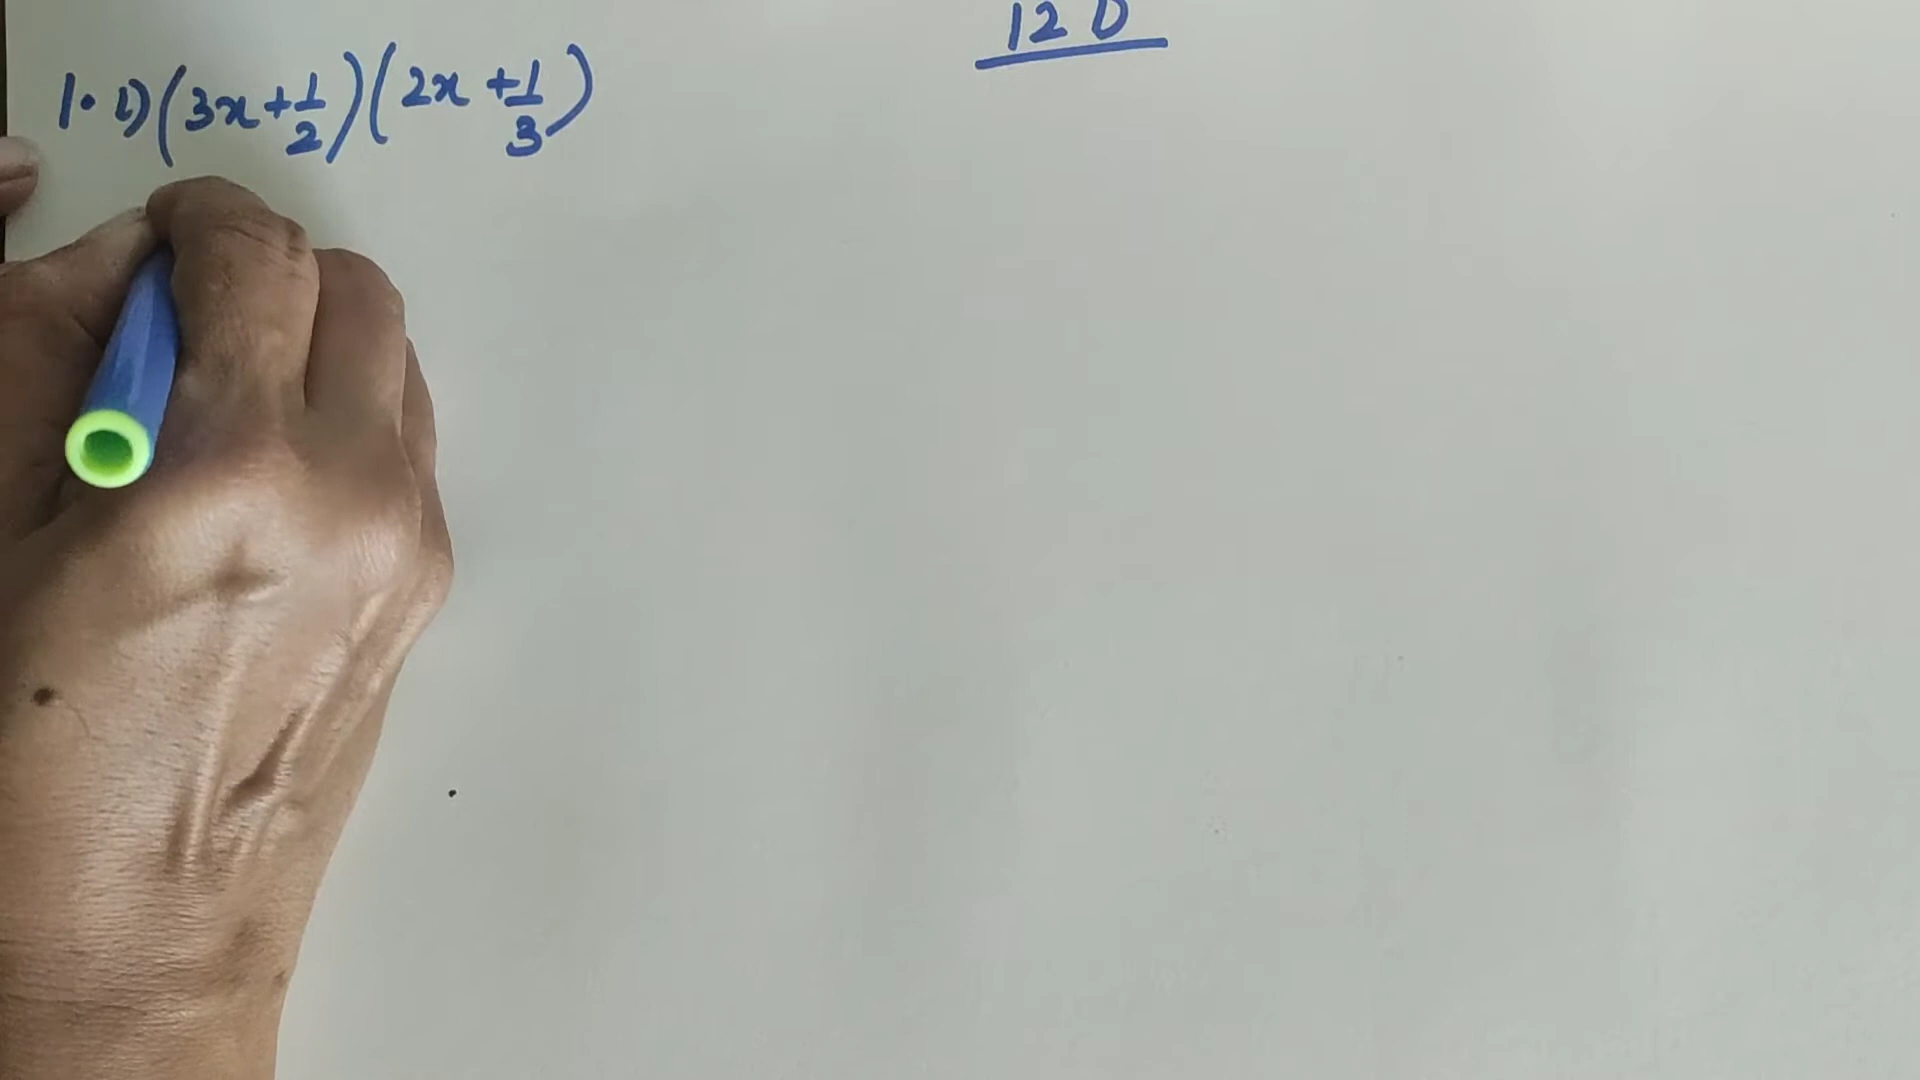 12 D
1. i) (3x + 1/2) (2x + 1/3)